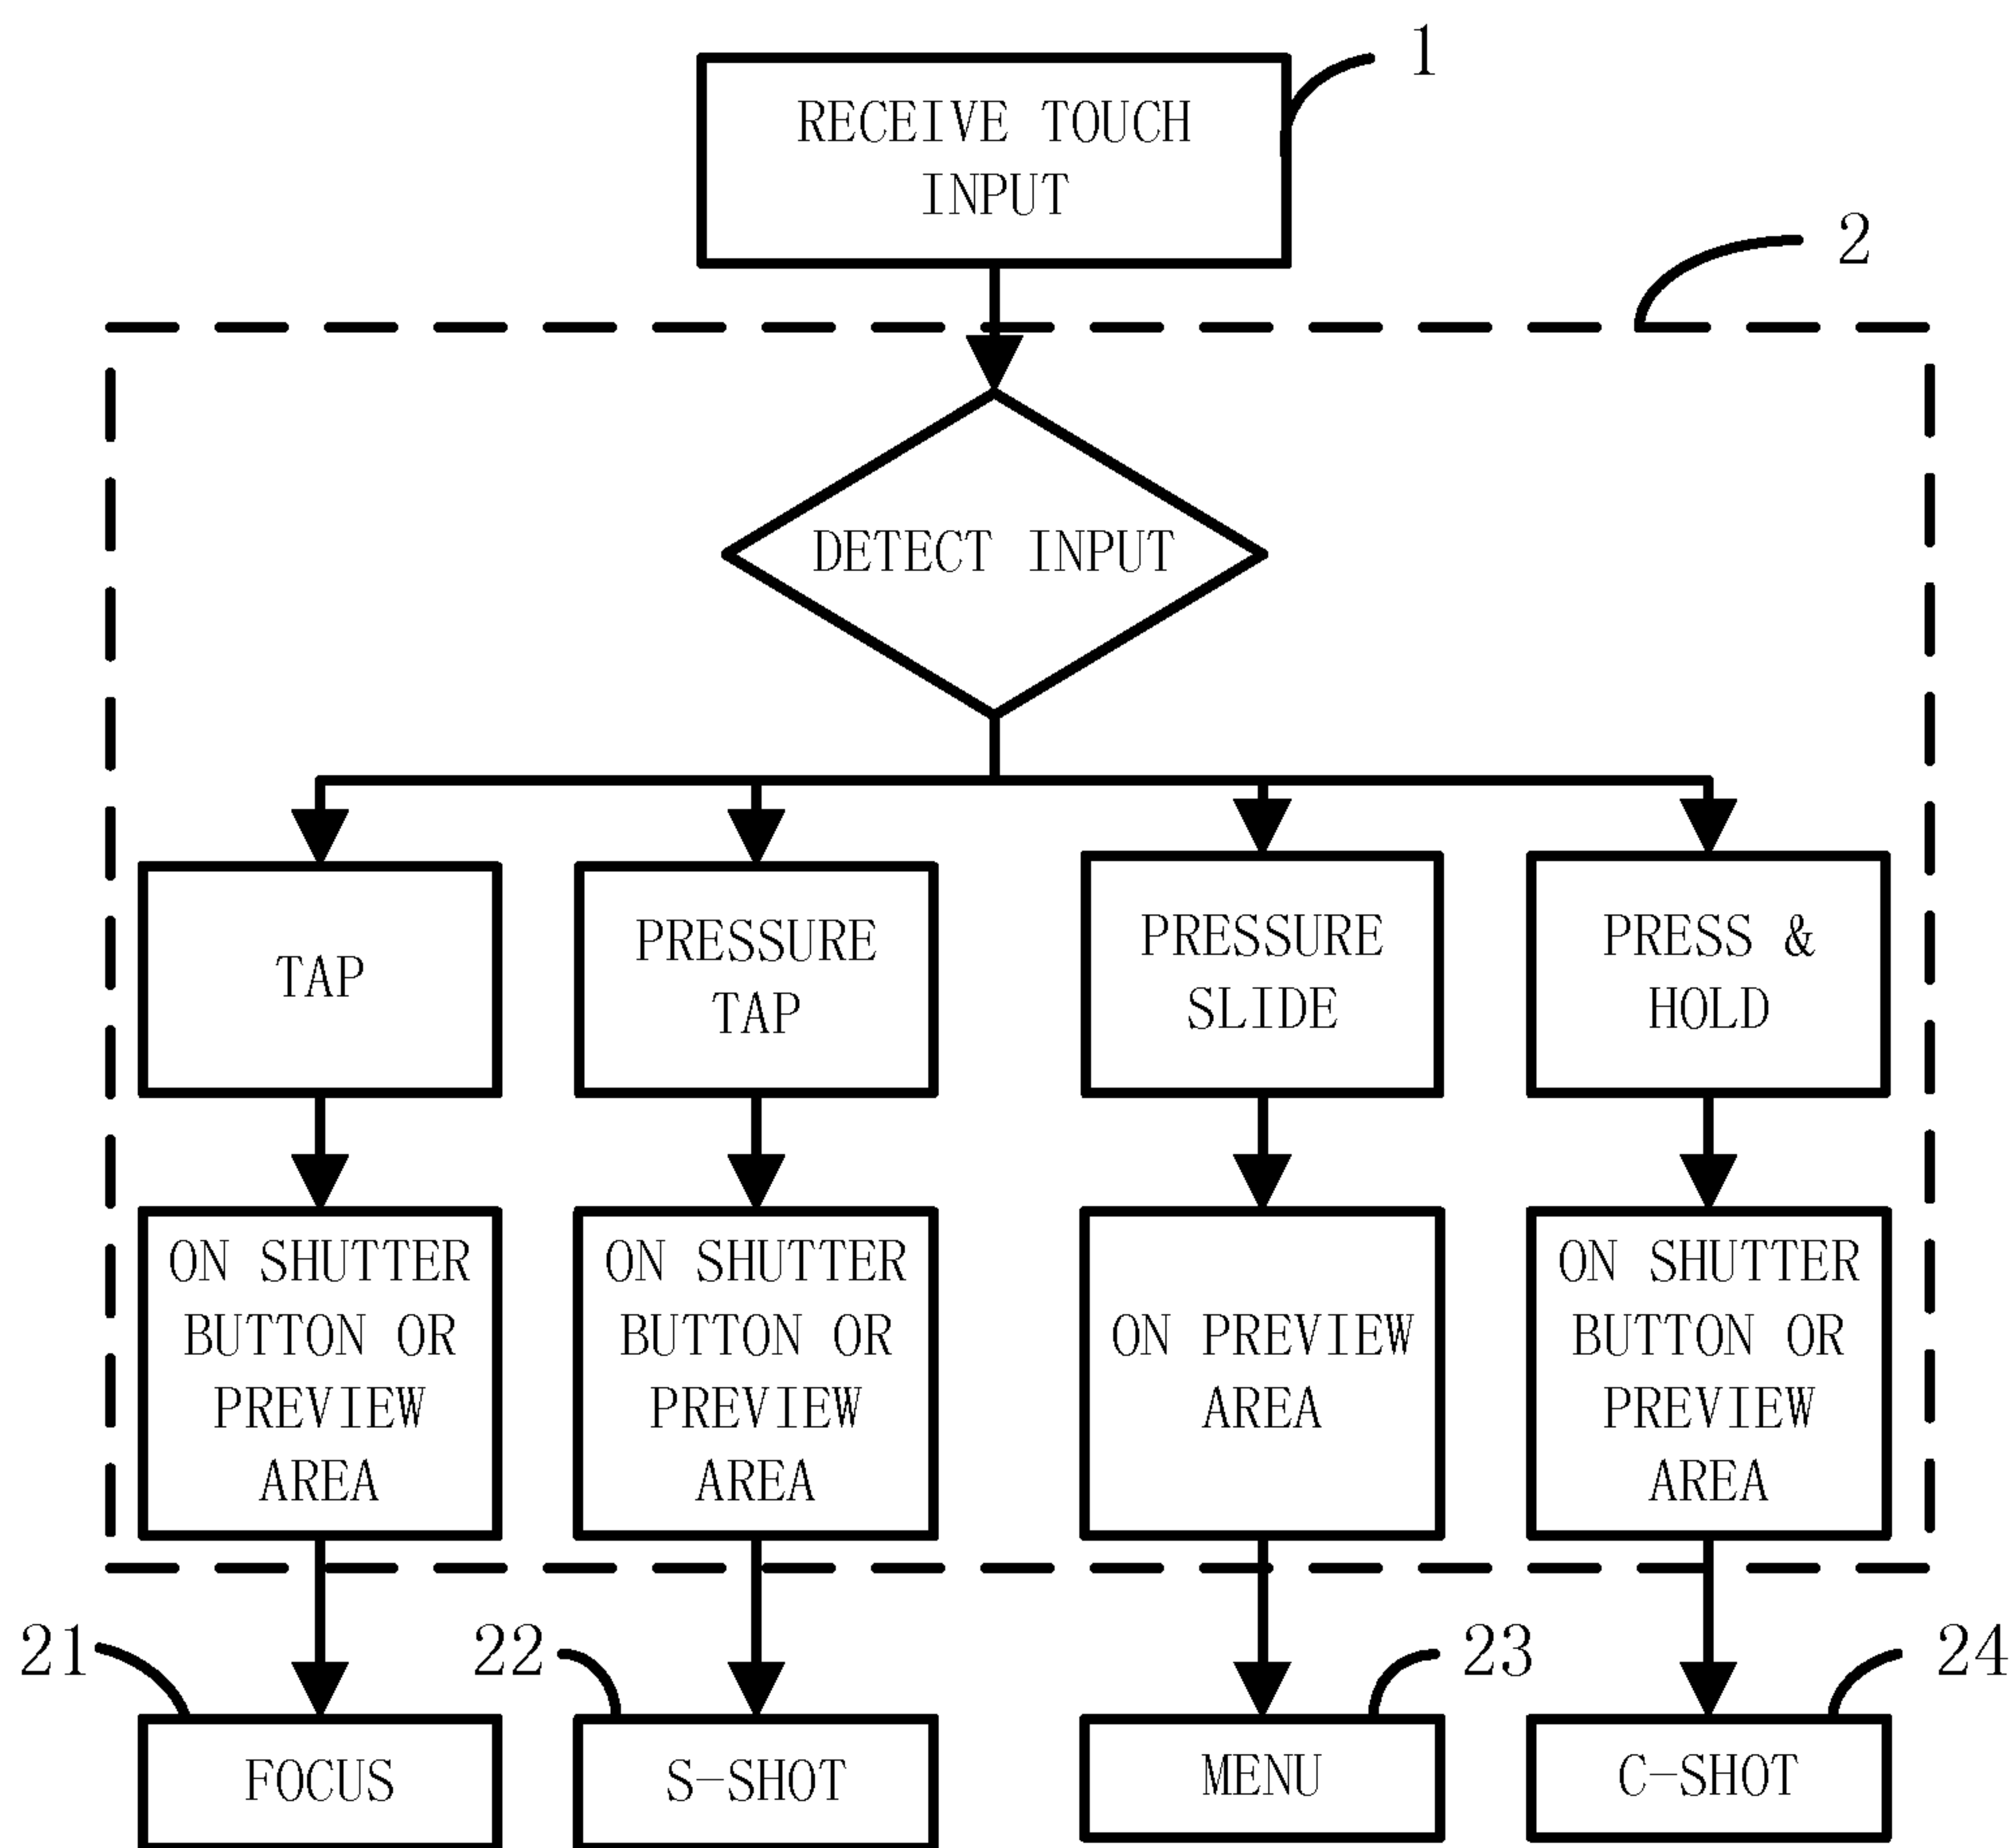 1
RECEIVE TOUCH
INPUT
2
DETECT INPUT
TAP
PRESSURE
TAP
PRESSURE
SLIDE
PRESS &
HOLD
ON SHUTTER
BUTTON OR
PREVIEW
AREA
ON SHUTTER
BUTTON OR
PREVIEW
AREA
ON PREVIEW
AREA
ON SHUTTER
BUTTON OR
PREVIEW
AREA
21
22
23
24
FOCUS
S-SHOT
MENU
C-SHOT